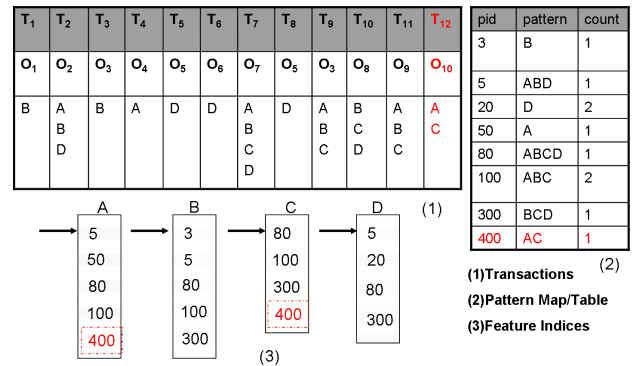 T1 T2 T3 T4 T5 T6 T7 T8 T9 T10 T11 T12
O1 O2 O3 O4 O5 O6 O7 O5 O3 O8 O9 O10
B A B A D D A D A B A A
B B B C B C
D C C D C
D
(1)
pid pattern count
3 B 1
5 ABD 1
20 D 2
50 A 1
80 ABCD 1
100 ABC 2
300 BCD 1
400 AC 1
(2)
A B C D
5 3 80 5
50 5 100 20
80 80 300 80
100 100 400 300
400 300
(3)
(1)Transactions
(2)Pattern Map/Table
(3)Feature Indices